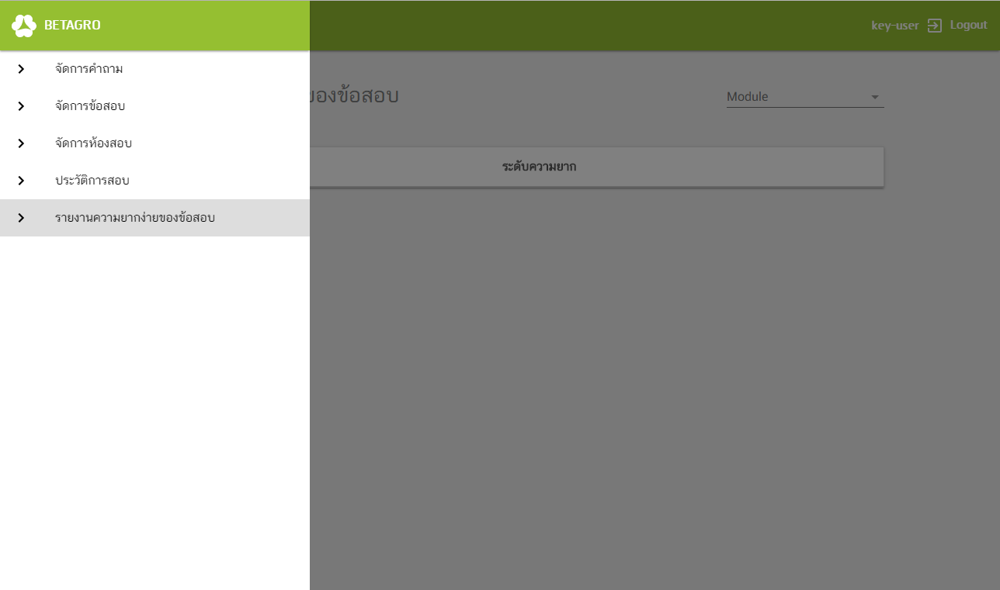 BETAGRO
key-user Logout
จัดการคำถาม
จัดการข้อสอบ
จัดการห้องสอบ
ประวัติการสอบ
รายงานความยากง่ายของข้อสอบ
ของข้อสอบ
Module
ระดับความยาก